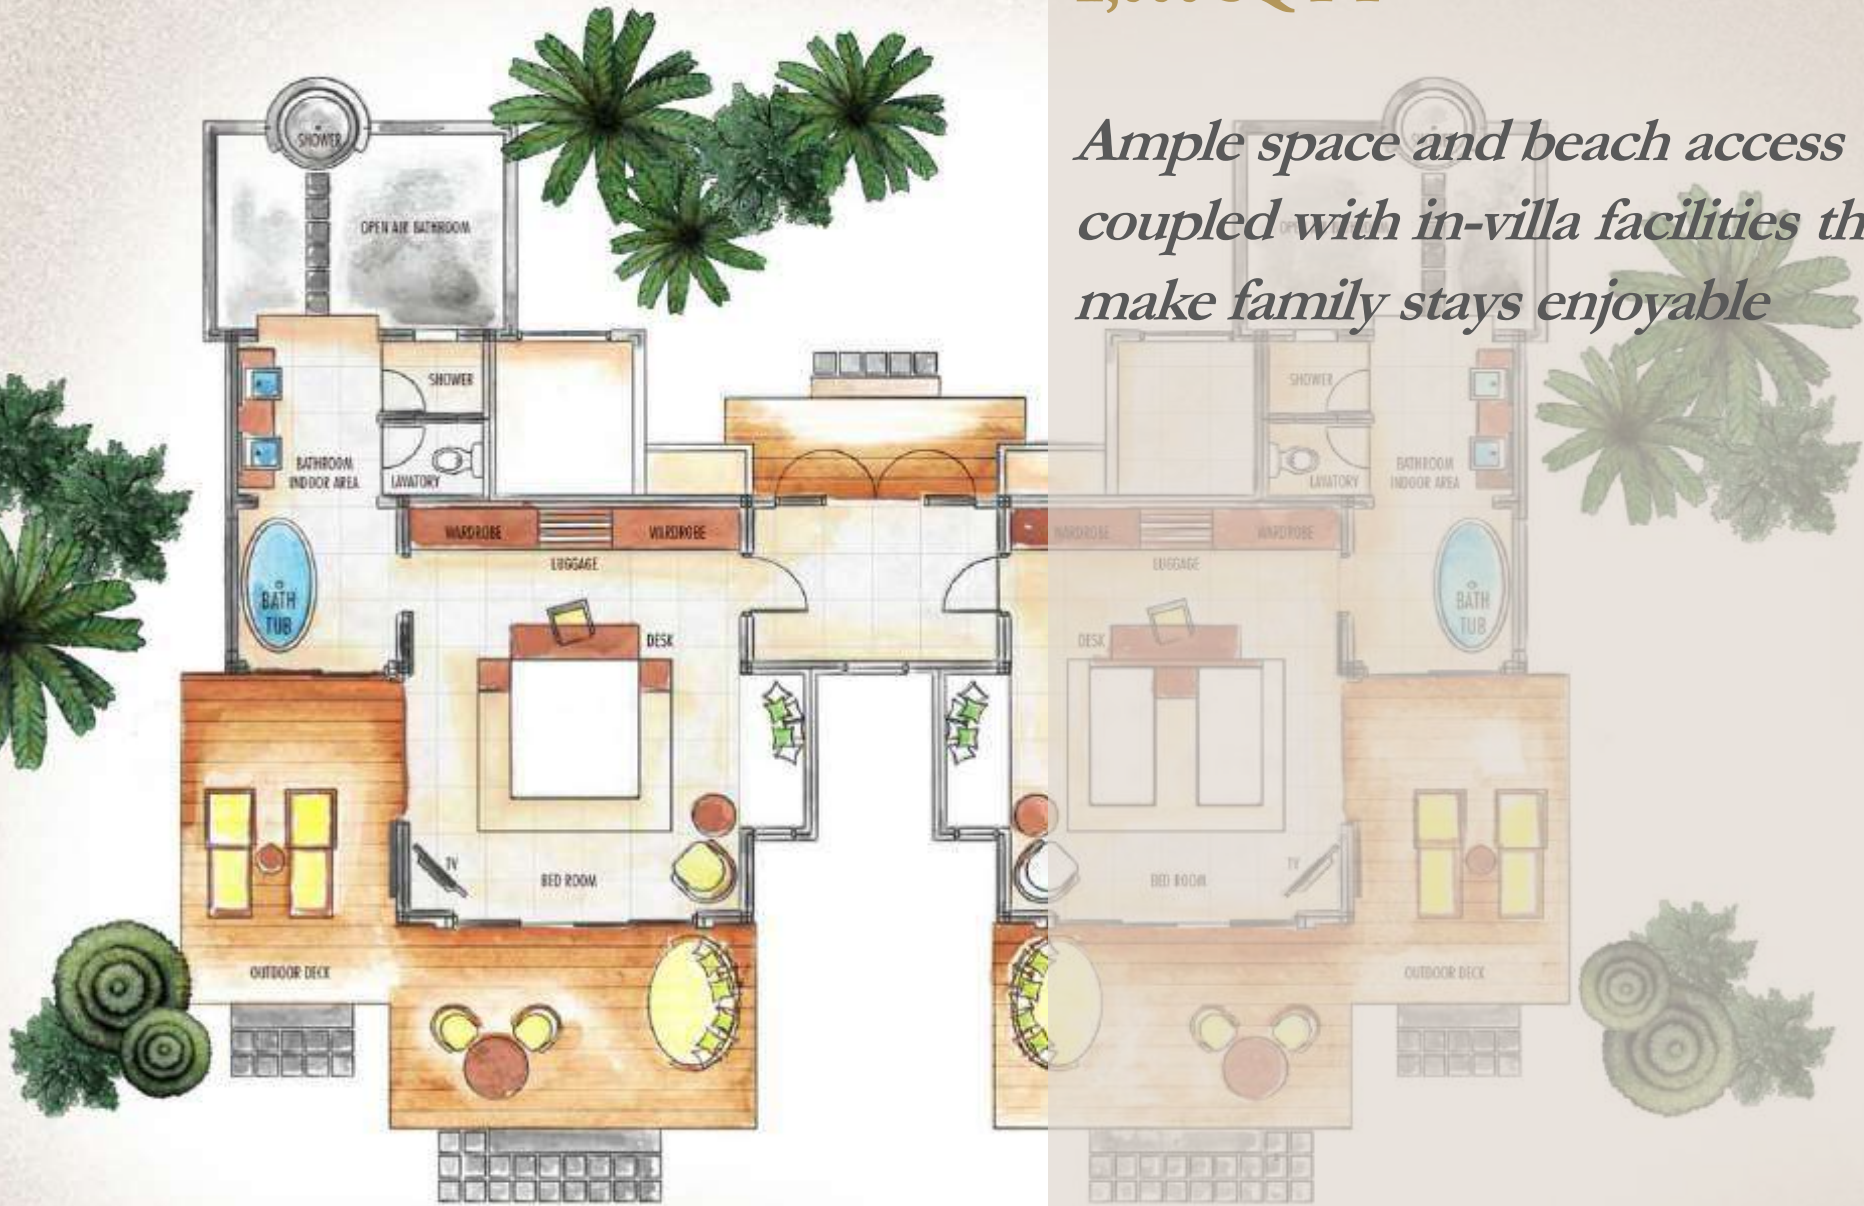 SQ FT
Ample space and beach access
coupled with in-villa facilities
make family stays enjoyable
SHOWER
OPEN AIR BATHROOM
SHOWER
LAVATORY
BATHROOM
INDOOR AREA
WARDROBE
WARDROBE
LUGGAGE
BATH
TUB
DESK
TV
BED ROOM
OUTDOOR DECK
SHOWER
LAVATORY
BATHROOM
INDOOR AREA
WARDROBE
WARDROBE
LUGGAGE
DESK
BATH
TUB
BED ROOM
TV
OUTDOOR DECK